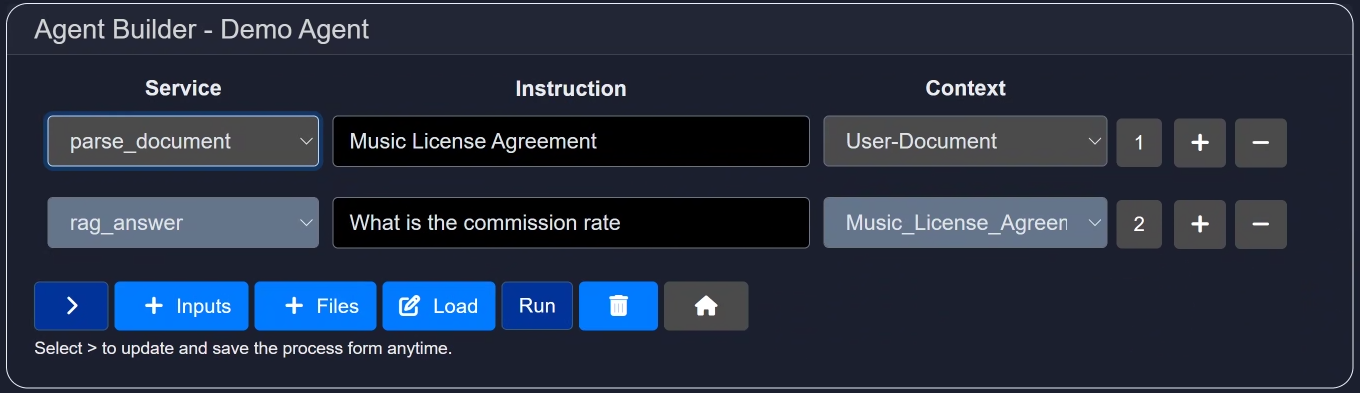 Agent Builder - Demo Agent
Service Instruction Context
parse_document Music License Agreement User-Document 1 + −
rag_answer What is the commission rate Music_License_Agreen 2 + −
> + Inputs + Files Load Run
Select > to update and save the process form anytime.